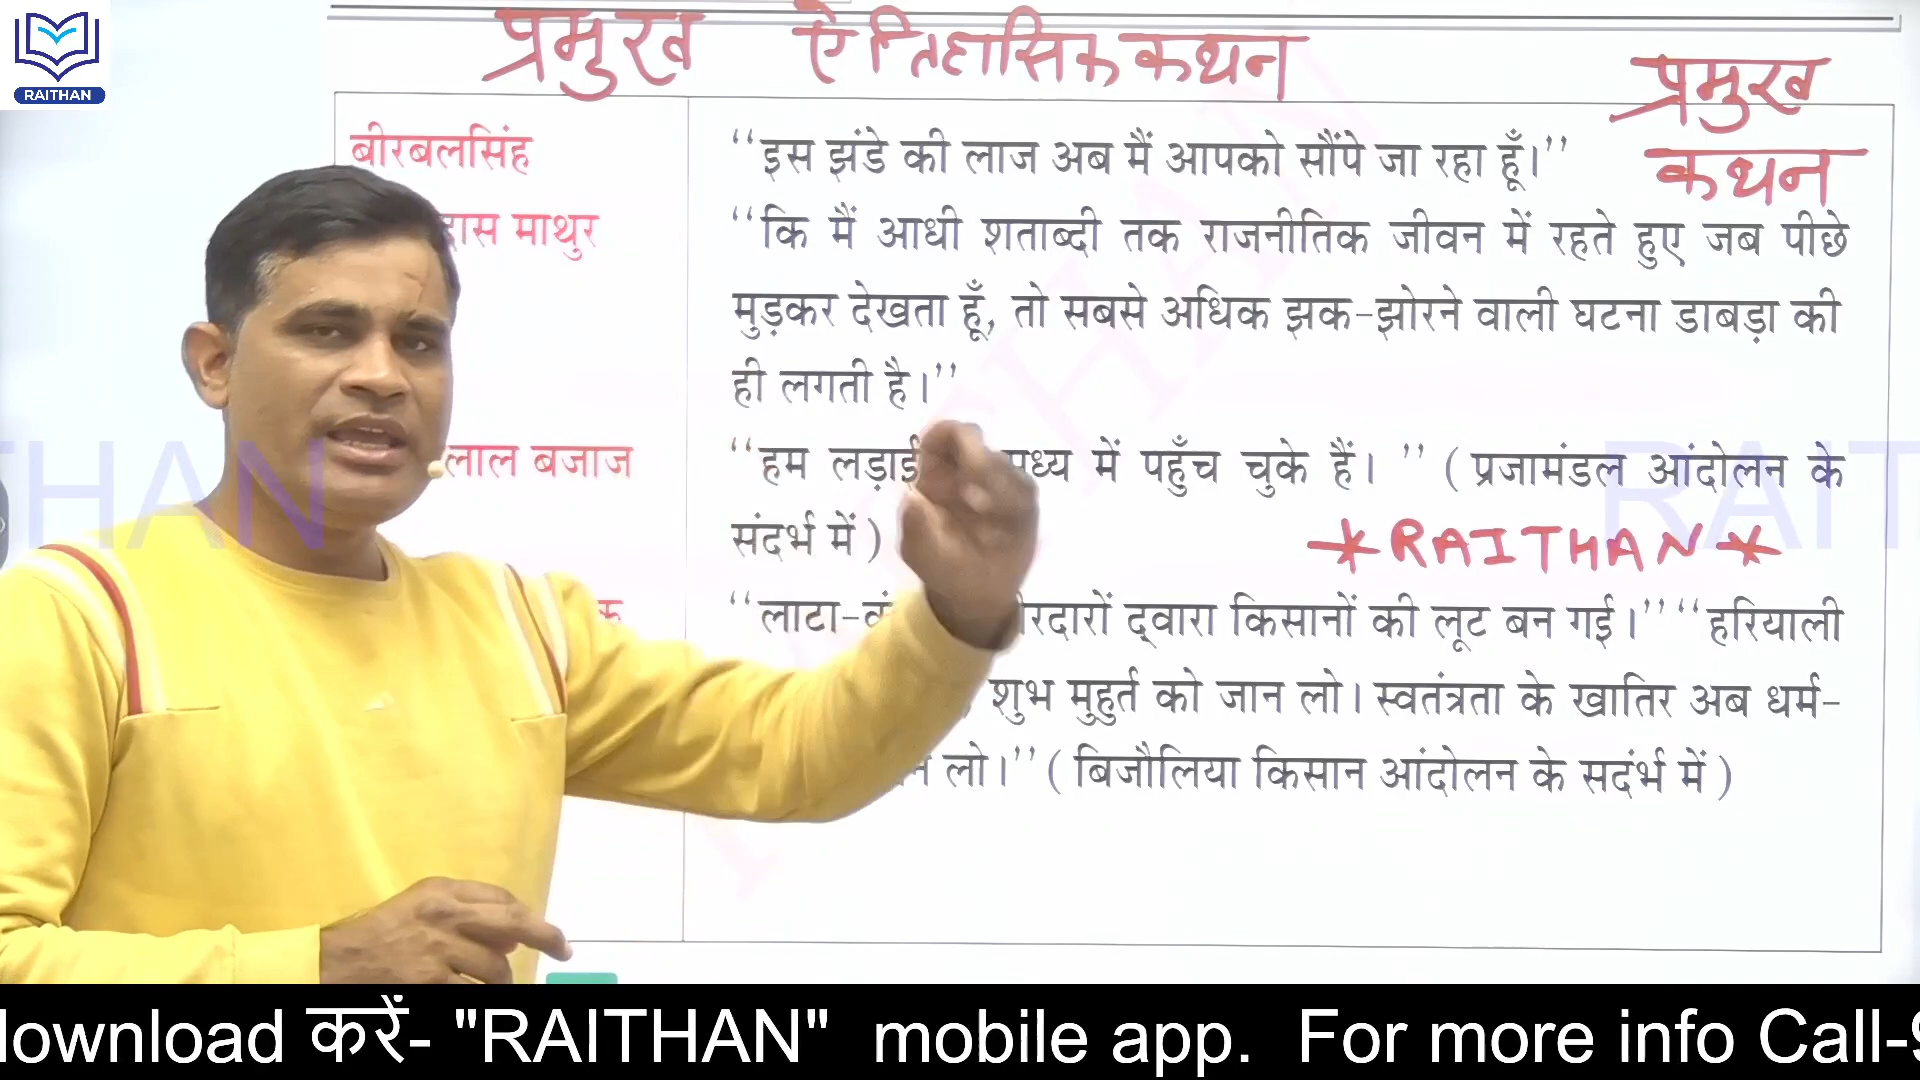 RAITHAN
प्रमुख ऐतिहासिक कथन
प्रमुख
कथन
बीरबलसिंह
"इस झंडे की लाज अब मैं आपको सौंपे जा रहा हूँ।"
माथुर
"कि मैं आधी शताब्दी तक राजनीतिक जीवन में रहते हुए जब पीछे
मुड़कर देखता हूँ, तो सबसे अधिक झक-झोरने वाली घटना डाबड़ा की
ही लगती है।"
लाल बजाज
"हम लड़ाई मध्य में पहुँच चुके हैं। " ( प्रजामंडल आंदोलन के
संदर्भ में )
*RAITHAN*
"लाटा- द्वारा किसानों की लूट बन गई।" "हरियाली
शुभ मुहुर्त को जान लो। स्वतंत्रता के खातिर अब धर्म-
लो।" ( बिजौलिया किसान आंदोलन के सदंर्भ में )
करें- "RAITHAN" mobile app. For more info Call-9